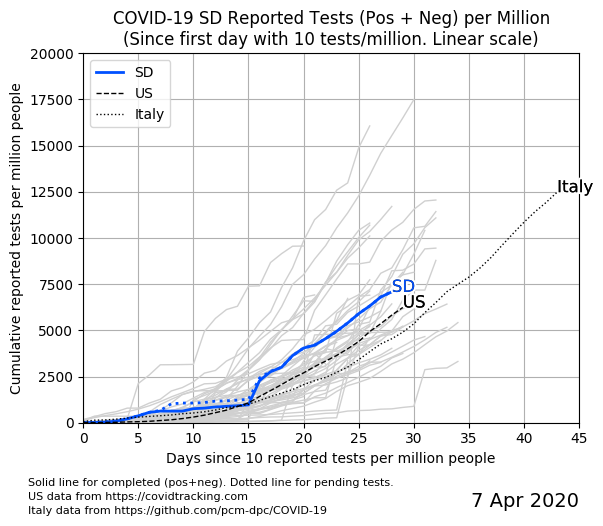 COVID-19 SD Reported Tests (Pos + Neg) per Million
(Since first day with 10 tests/million. Linear scale)
Cumulative reported tests per million people
20000
17500
15000
12500
10000
7500
5000
2500
0
SD
US
Italy
Italy
SD
US
0 5 10 15 20 25 30 35 40 45
Days since 10 reported tests per million people
Solid line for completed (pos+neg). Dotted line for pending tests.
US data from https://covidtracking.com
Italy data from https://github.com/pcm-dpc/COVID-19
7 Apr 2020